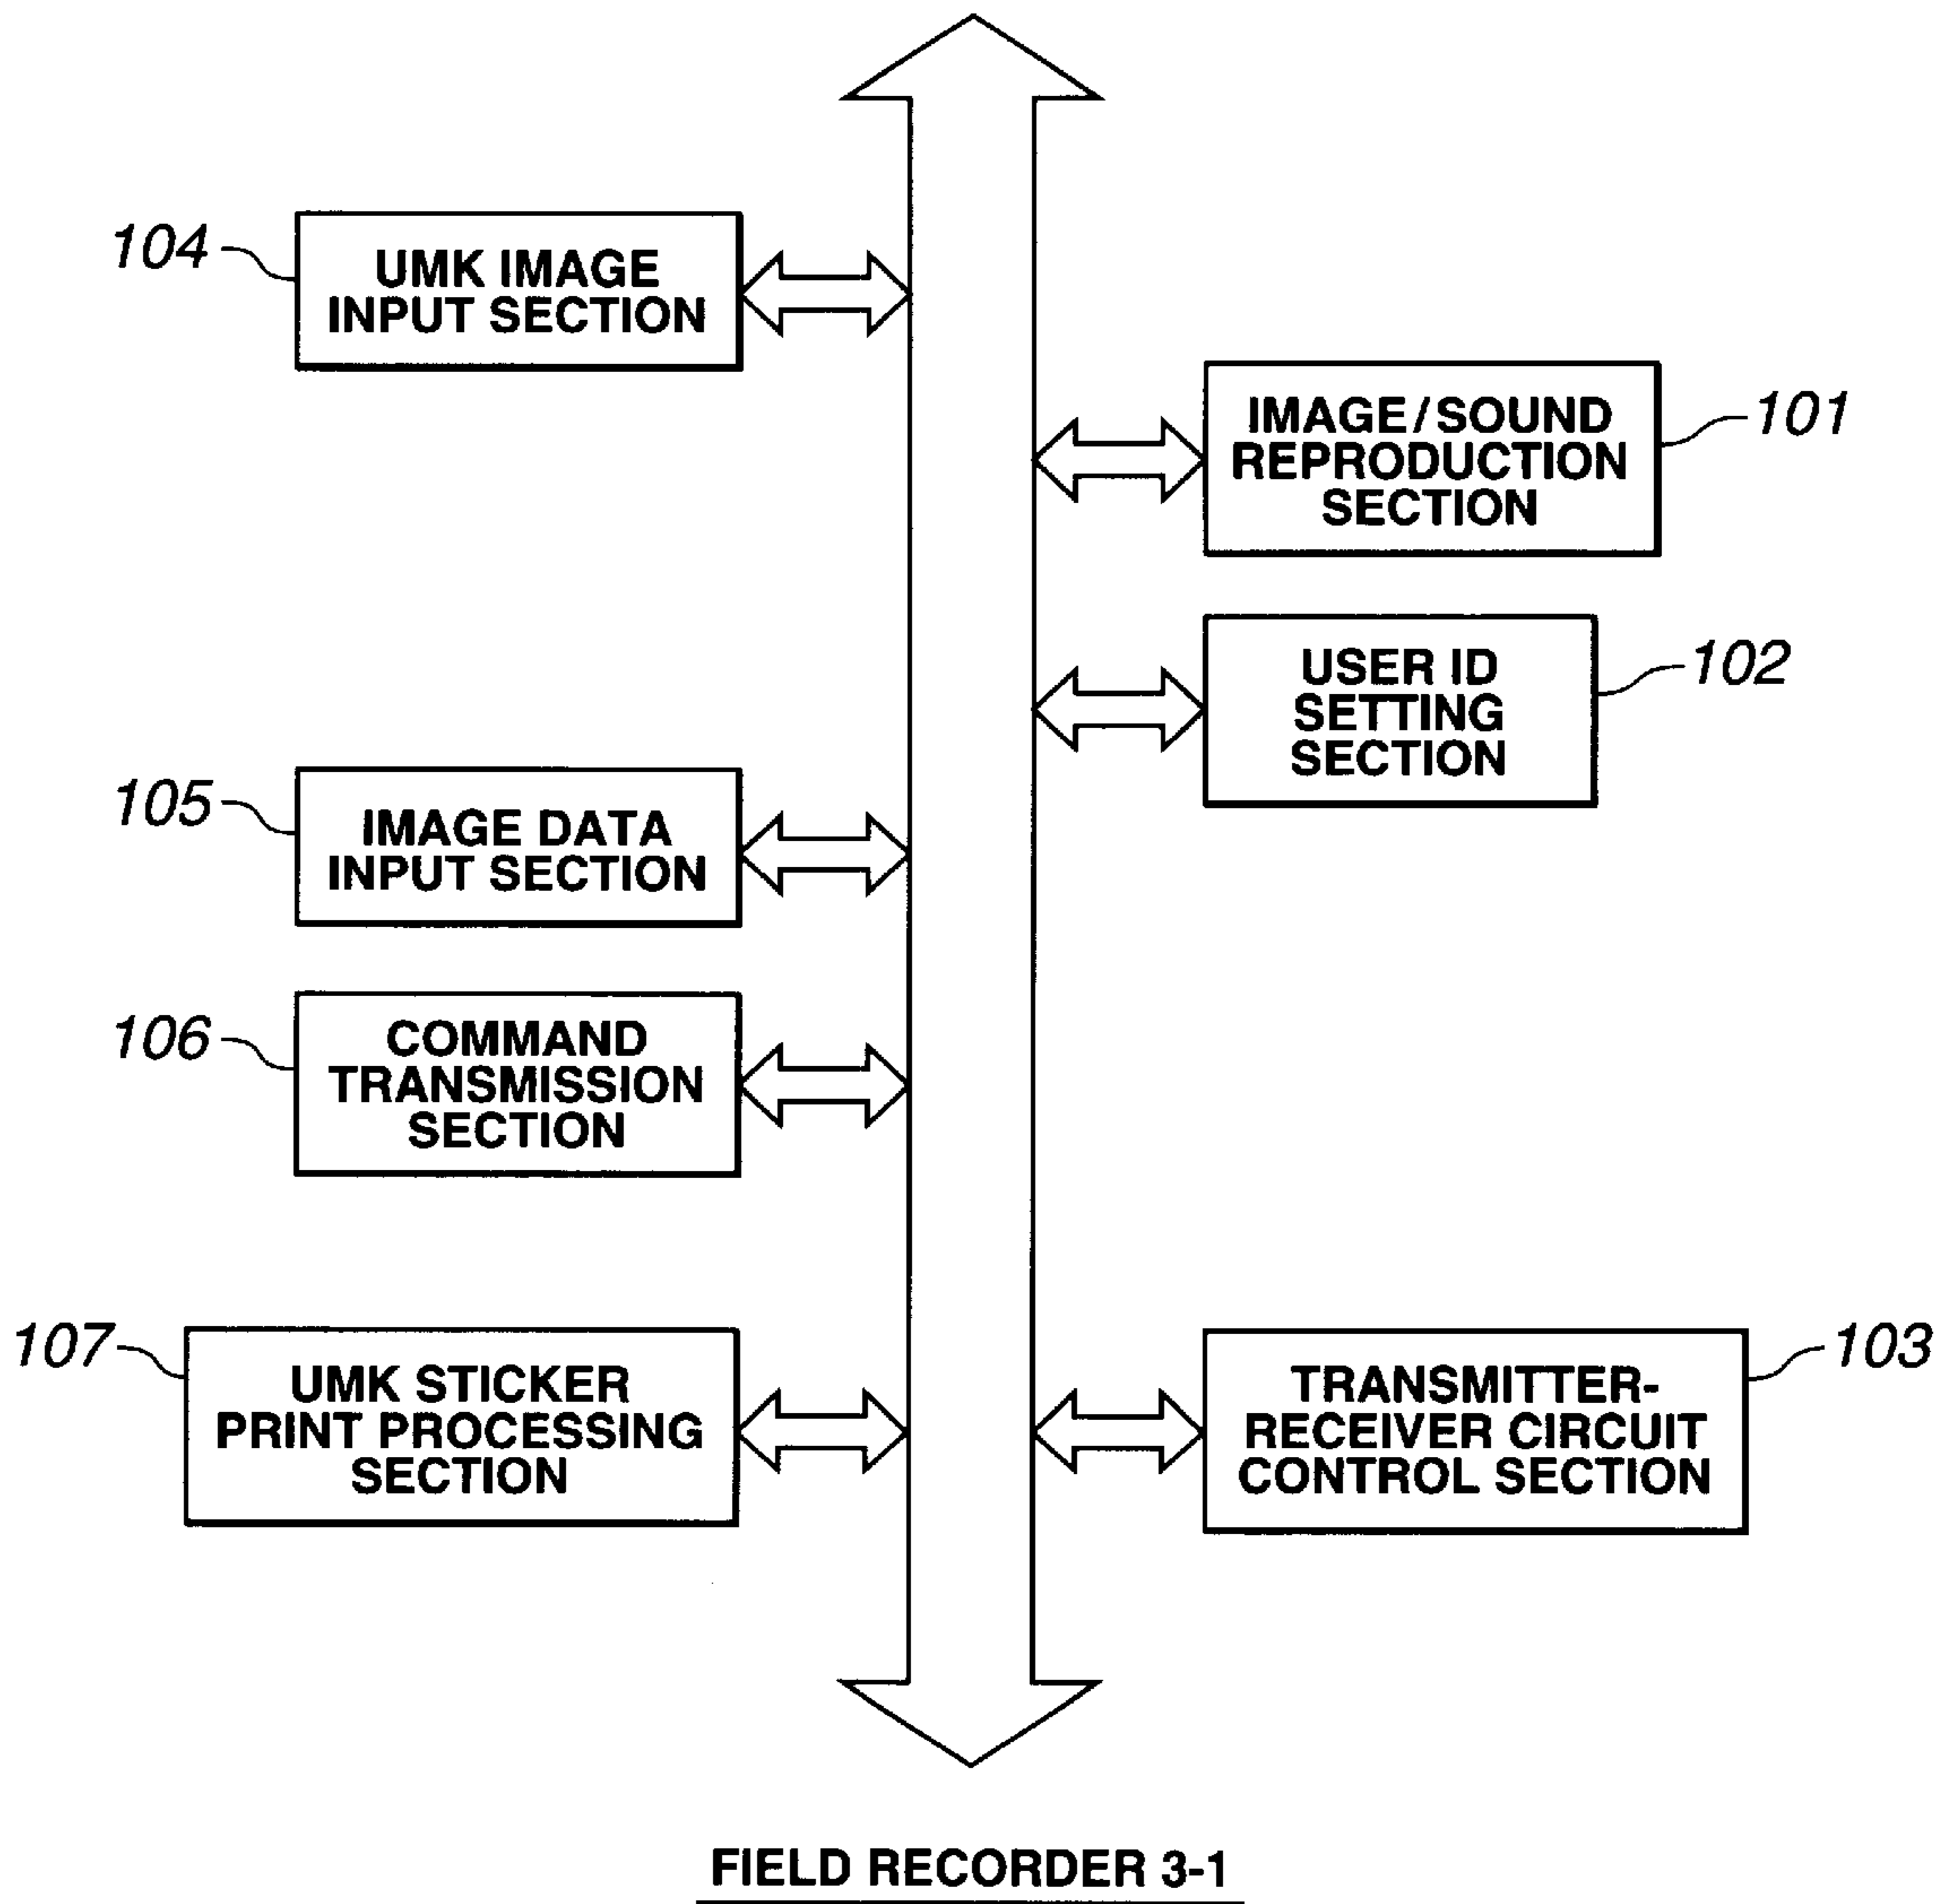 104
UMK IMAGE
INPUT SECTION
IMAGE/SOUND
REPRODUCTION
SECTION
101
USER ID
SETTING
SECTION
102
105
IMAGE DATA
INPUT SECTION
106
COMMAND
TRANSMISSION
SECTION
107
UMK STICKER
PRINT PROCESSING
SECTION
TRANSMITTER-
RECEIVER CIRCUIT
CONTROL SECTION
103
FIELD RECORDER 3-1